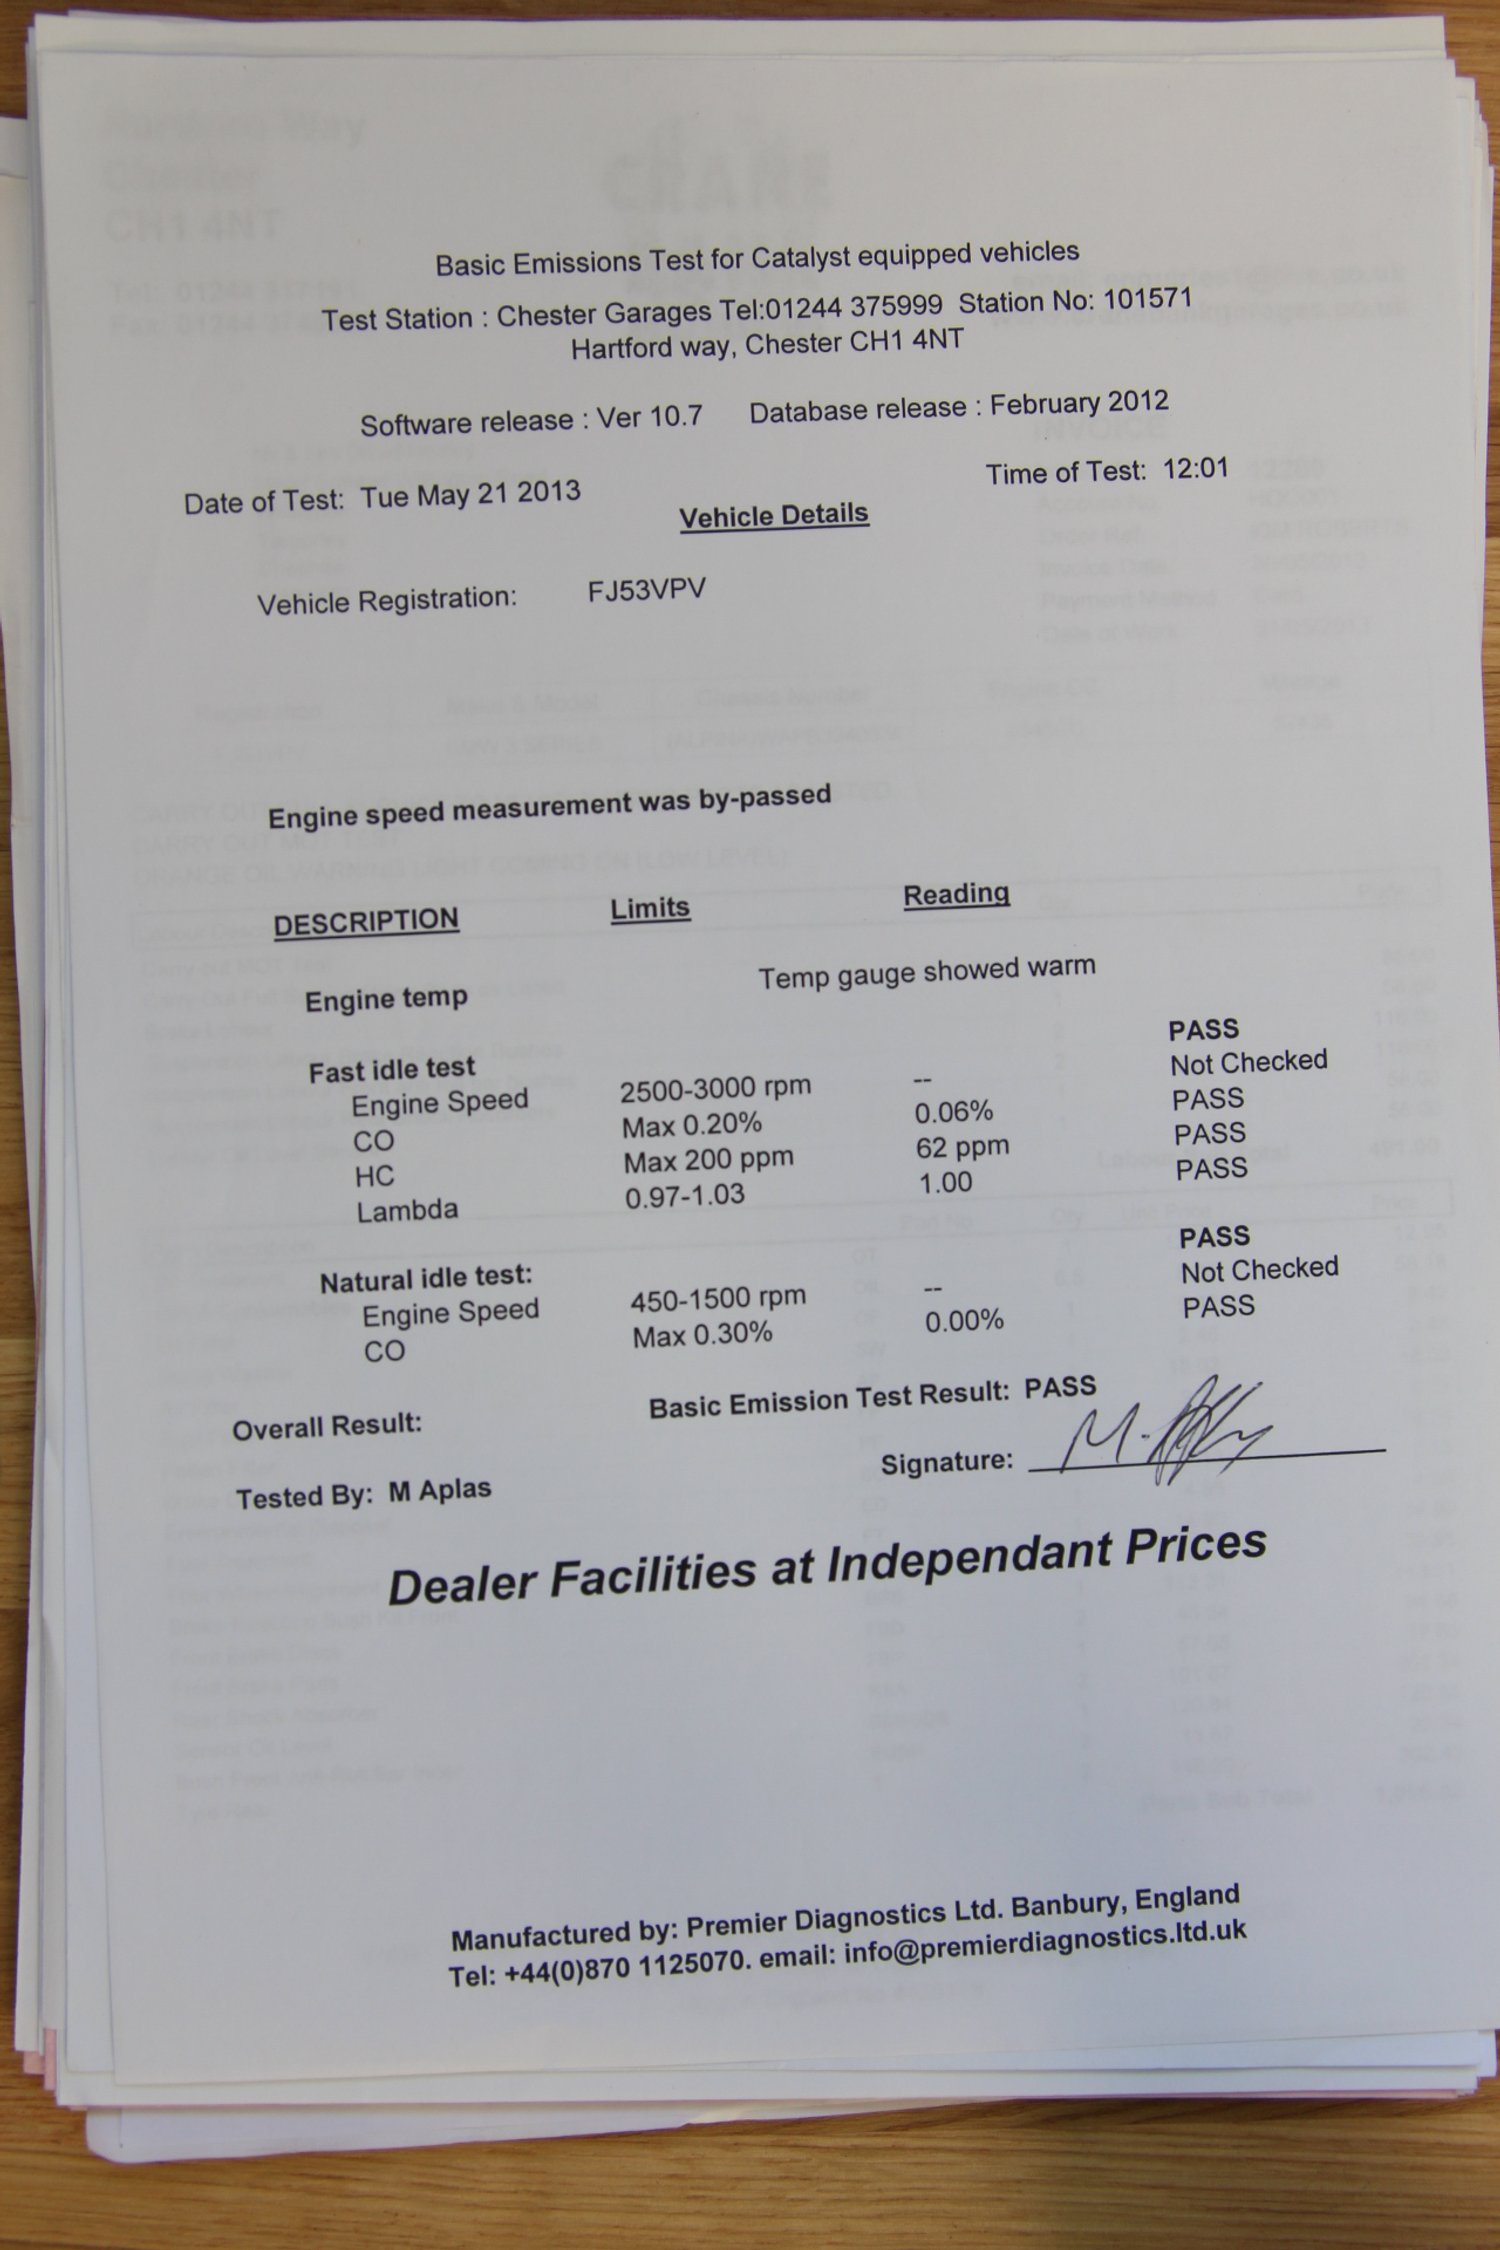 Basic Emissions Test for Catalyst equipped vehicles
Test Station : Chester Garages Tel:01244 375999 Station No: 101571
Hartford way, Chester CH1 4NT
Software release : Ver 10.7 Database release : February 2012
Date of Test: Tue May 21 2013 Time of Test: 12:01
Vehicle Details
Vehicle Registration: FJ53VPV
Engine speed measurement was by-passed
DESCRIPTION Limits Reading
Engine temp Temp gauge showed warm
Fast idle test PASS
Engine Speed 2500-3000 rpm -- Not Checked
CO Max 0.20% 0.06% PASS
HC Max 200 ppm 62 ppm PASS
Lambda 0.97-1.03 1.00 PASS
Natural idle test: PASS
Engine Speed 450-1500 rpm -- Not Checked
CO Max 0.30% 0.00% PASS
Overall Result: Basic Emission Test Result: PASS
Tested By: M Aplas Signature:
Dealer Facilities at Independant Prices
Manufactured by: Premier Diagnostics Ltd. Banbury, England
Tel: +44(0)870 1125070. email: info@premierdiagnostics.ltd.uk